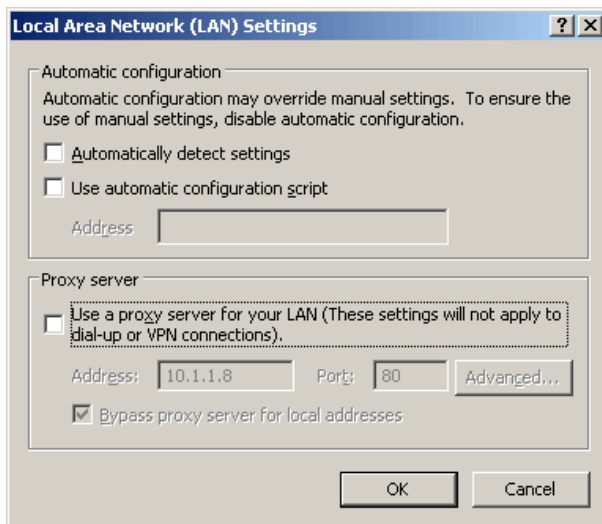 Local Area Network (LAN) Settings
Automatic configuration
Automatic configuration may override manual settings. To ensure the
use of manual settings, disable automatic configuration.
Automatically detect settings
Use automatic configuration script
Address
Proxy server
Use a proxy server for your LAN (These settings will not apply to
dial-up or VPN connections).
Address: 10.1.1.8 Port: 80 Advanced...
Bypass proxy server for local addresses
OK Cancel